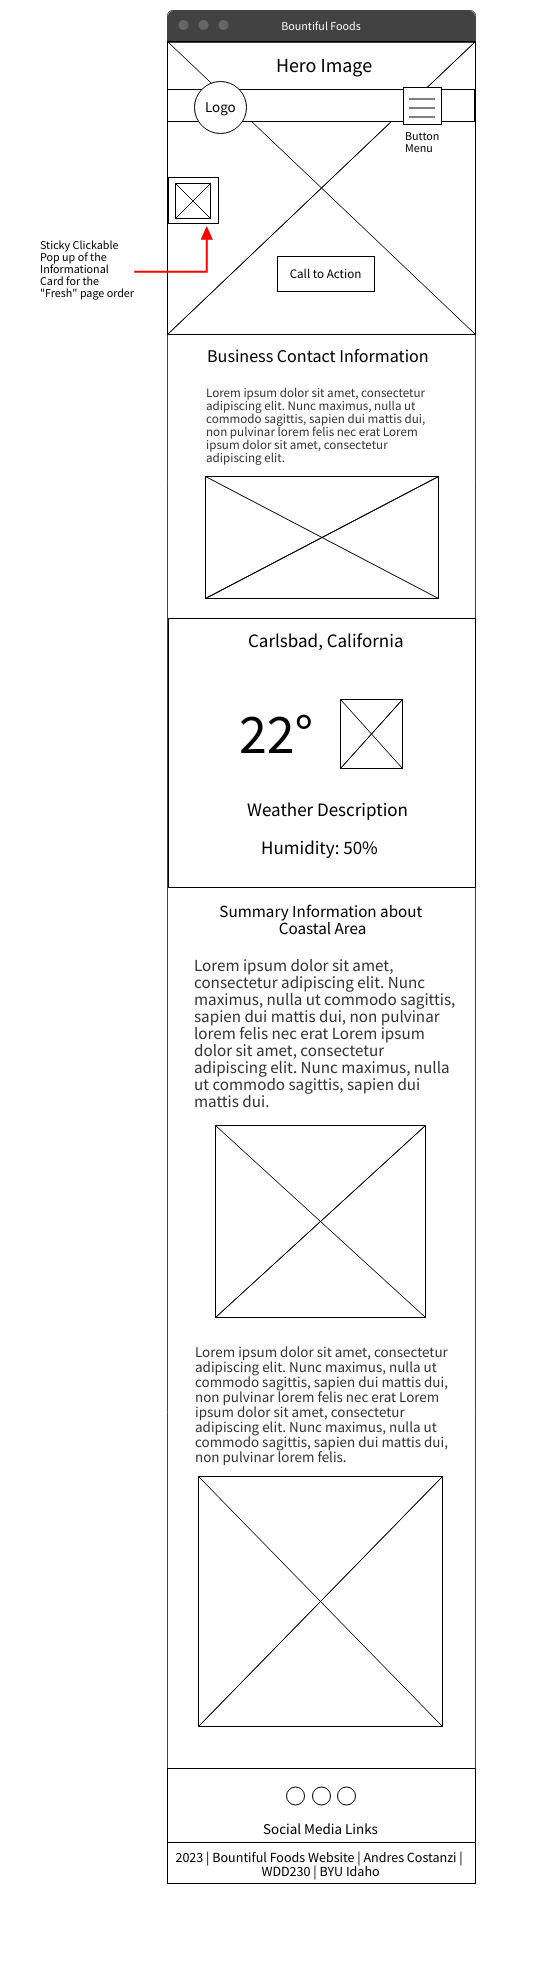 Bountiful Foods
Hero Image
Logo
Button
Menu
Sticky Clickable
Pop up of the
Informational
Card for the
"Fresh" page order
Call to Action
Business Contact Information
Lorem ipsum dolor sit amet, consectetur
adipiscing elit. Nunc maximus, nulla ut
commodo sagittis, sapien dui mattis dui,
non pulvinar lorem felis nec erat Lorem
ipsum dolor sit amet, consectetur
adipiscing elit.
Carlsbad, California
22°
Weather Description
Humidity: 50%
Summary Information about
Coastal Area
Lorem ipsum dolor sit amet,
consectetur adipiscing elit. Nunc
maximus, nulla ut commodo sagittis,
sapien dui mattis dui, non pulvinar
lorem felis nec erat Lorem ipsum
dolor sit amet, consectetur
adipiscing elit. Nunc maximus, nulla
ut commodo sagittis, sapien dui
mattis dui.
Lorem ipsum dolor sit amet, consectetur
adipiscing elit. Nunc maximus, nulla ut
commodo sagittis, sapien dui mattis dui,
non pulvinar lorem felis nec erat Lorem
ipsum dolor sit amet, consectetur
adipiscing elit. Nunc maximus, nulla ut
commodo sagittis, sapien dui mattis dui,
non pulvinar lorem felis.
Social Media Links
2023 | Bountiful Foods Website | Andres Costanzi |
WDD230 | BYU Idaho